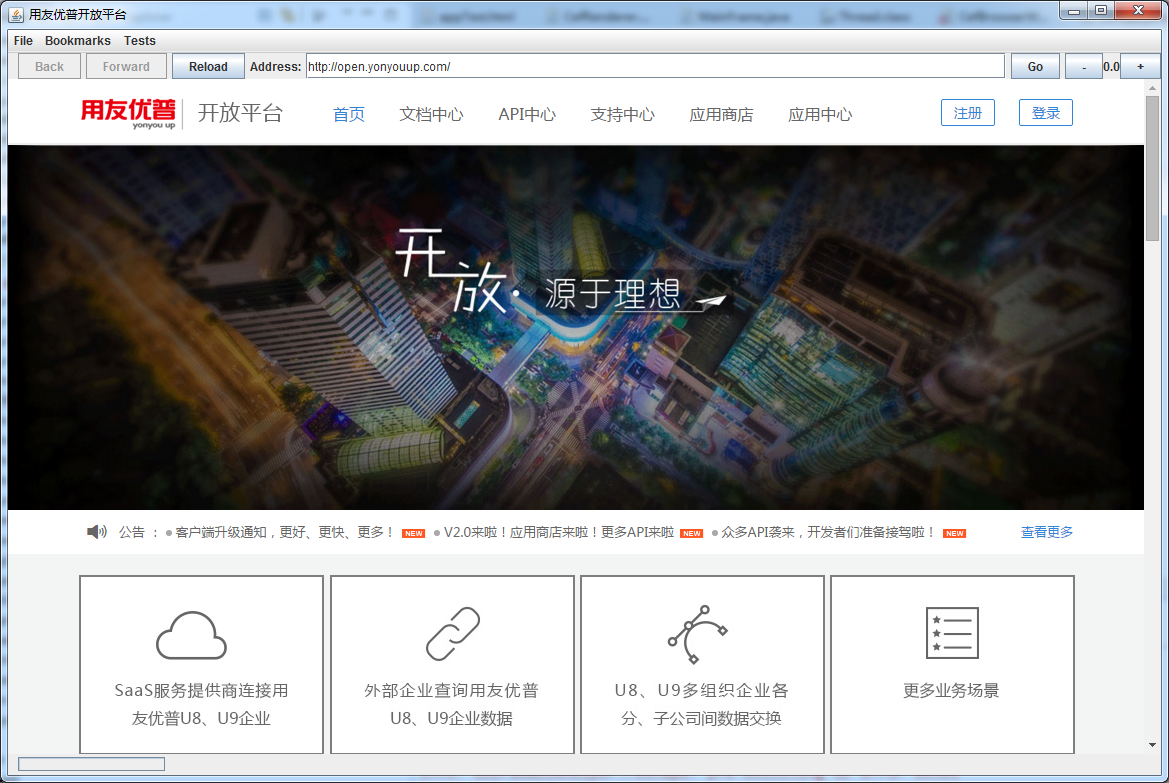 用友优普开放平台
File Bookmarks Tests
Back Forward Reload Address: http://open.yonyouup.com/ Go - 0.0 +
用友优普 yonyou up 开放平台 首页 文档中心 API中心 支持中心 应用商店 应用中心 注册 登录
开放·源于理想
公告 ： 客户端升级通知，更好、更快、更多！ NEW V2.0来啦！应用商店来啦！更多API来啦 NEW 众多API袭来，开发者们准备接驾啦！ NEW 查看更多
SaaS服务提供商连接用
友优普U8、U9企业
外部企业查询用友优普
U8、U9企业数据
U8、U9多组织企业各
分、子公司间数据交换
更多业务场景